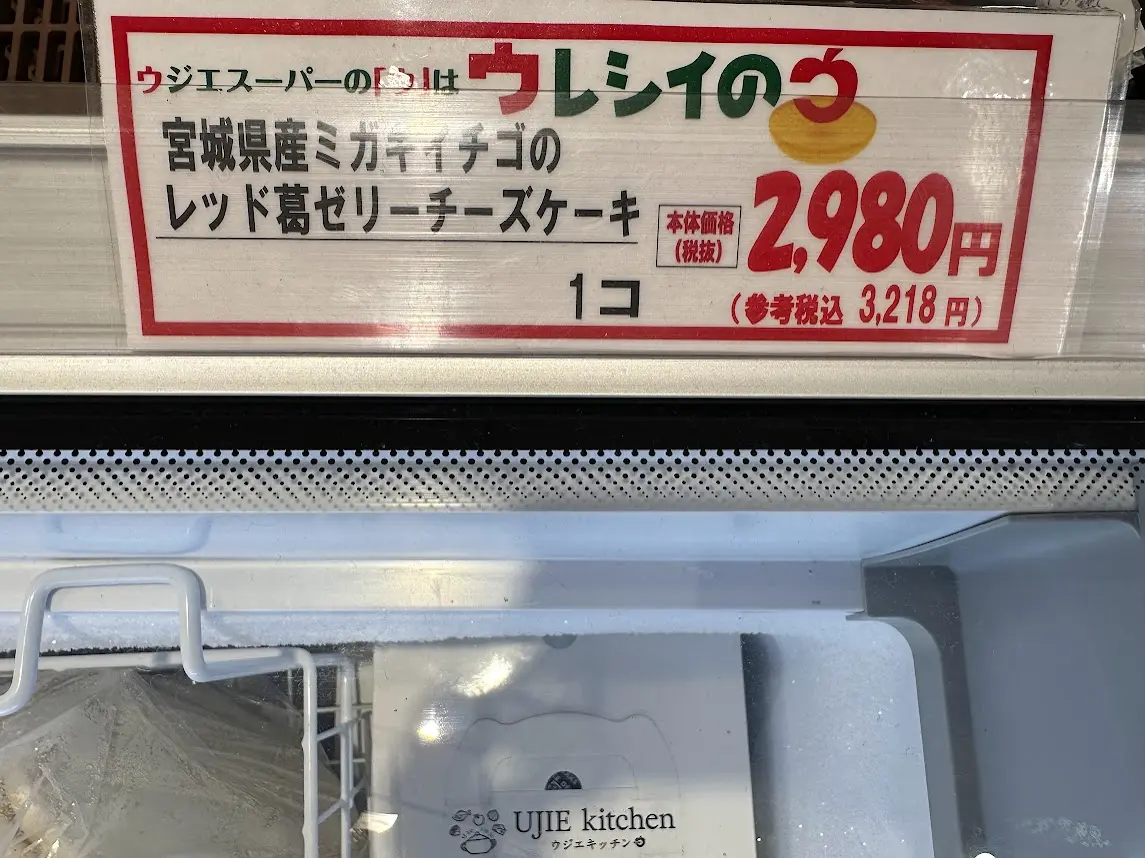 ウジエスーパーの「う」は ウレシイのう
宮城県産ミガキイチゴの
レッド葛ゼリーチーズケーキ
1コ
本体価格
(税抜)
2,980円
(参考税込 3,218円)
UJIE kitchen
ウジエキッチン